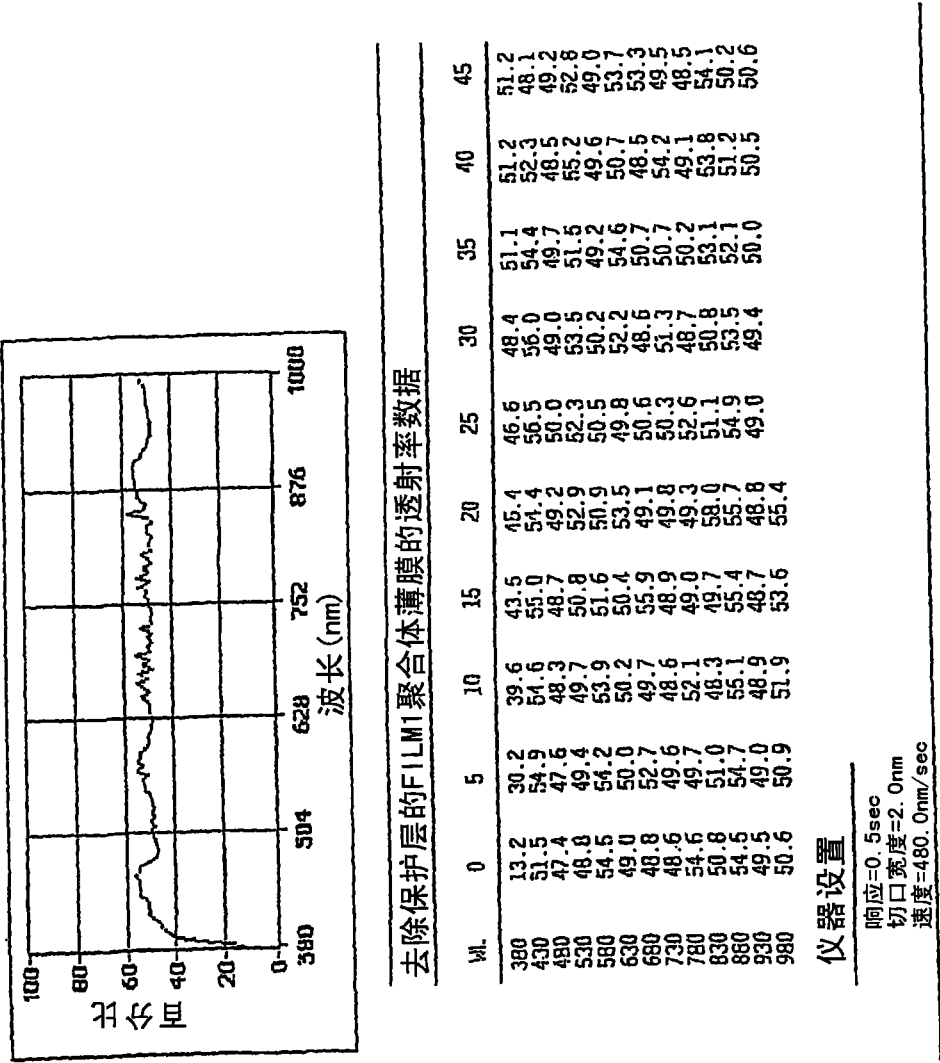 百分比
100
80
60
40
20
0
380 504 628 752 876 1000
波长(nm)
去除保护层的FILM1聚合体薄膜的透射率数据
WL 0 5 10 15 20 25 30 35 40 45
380 13.2 30.2 39.6 43.5 45.4 46.6 48.4 51.1 51.2 51.2
430 51.5 54.9 54.6 55.0 54.4 56.5 56.0 54.4 52.3 48.1
480 47.4 47.6 48.3 48.7 49.2 50.0 49.0 49.7 48.5 49.2
530 48.8 49.4 49.7 50.8 52.9 52.3 53.5 51.5 55.2 52.8
580 54.5 54.2 53.9 51.6 50.9 50.5 50.2 49.2 49.6 49.0
630 49.0 50.0 50.2 50.4 53.5 49.8 52.2 54.6 50.7 53.7
680 48.8 52.7 49.7 55.9 49.1 50.6 48.6 50.7 48.5 53.3
730 48.6 49.6 48.6 48.9 49.8 50.3 51.3 50.7 54.2 49.5
780 54.6 49.7 52.1 49.0 49.3 52.6 48.7 50.2 49.1 48.5
830 50.8 51.0 48.3 49.7 58.0 51.1 50.8 53.1 53.8 54.1
880 54.5 54.7 55.1 55.4 55.7 54.9 53.5 52.1 51.2 50.2
930 49.5 49.0 48.9 48.7 48.8 49.0 49.4 50.0 50.5 50.6
980 50.6 50.9 51.9 53.6 55.4
仪器设置
响应=0.5sec
切口宽度=2.0nm
速度=480.0nm/sec